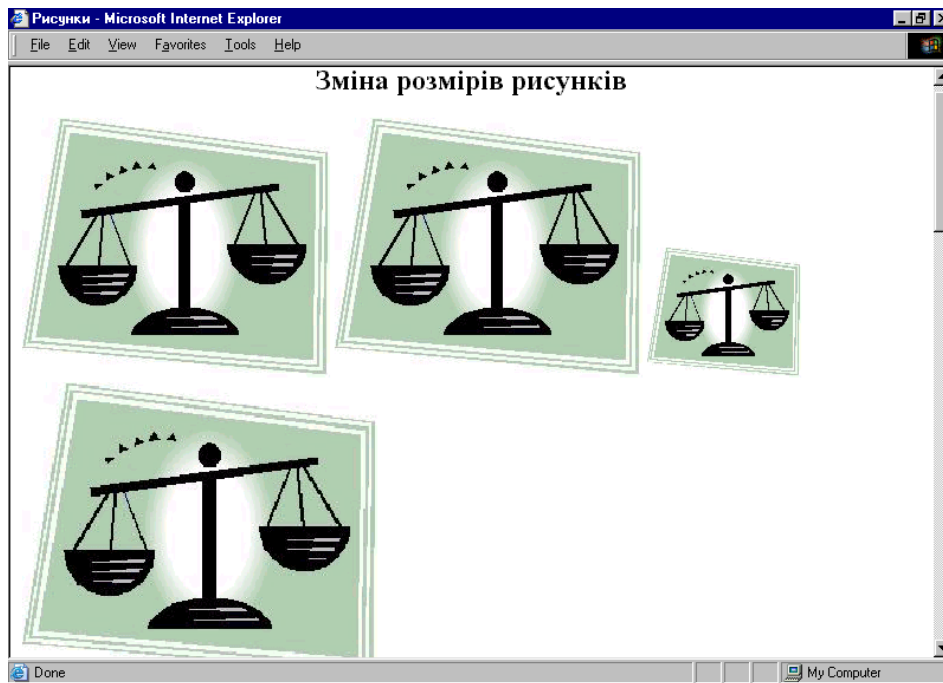 Рисунки - Microsoft Internet Explorer
File Edit View Favorites Tools Help
Зміна розмірів рисунків
Done
My Computer